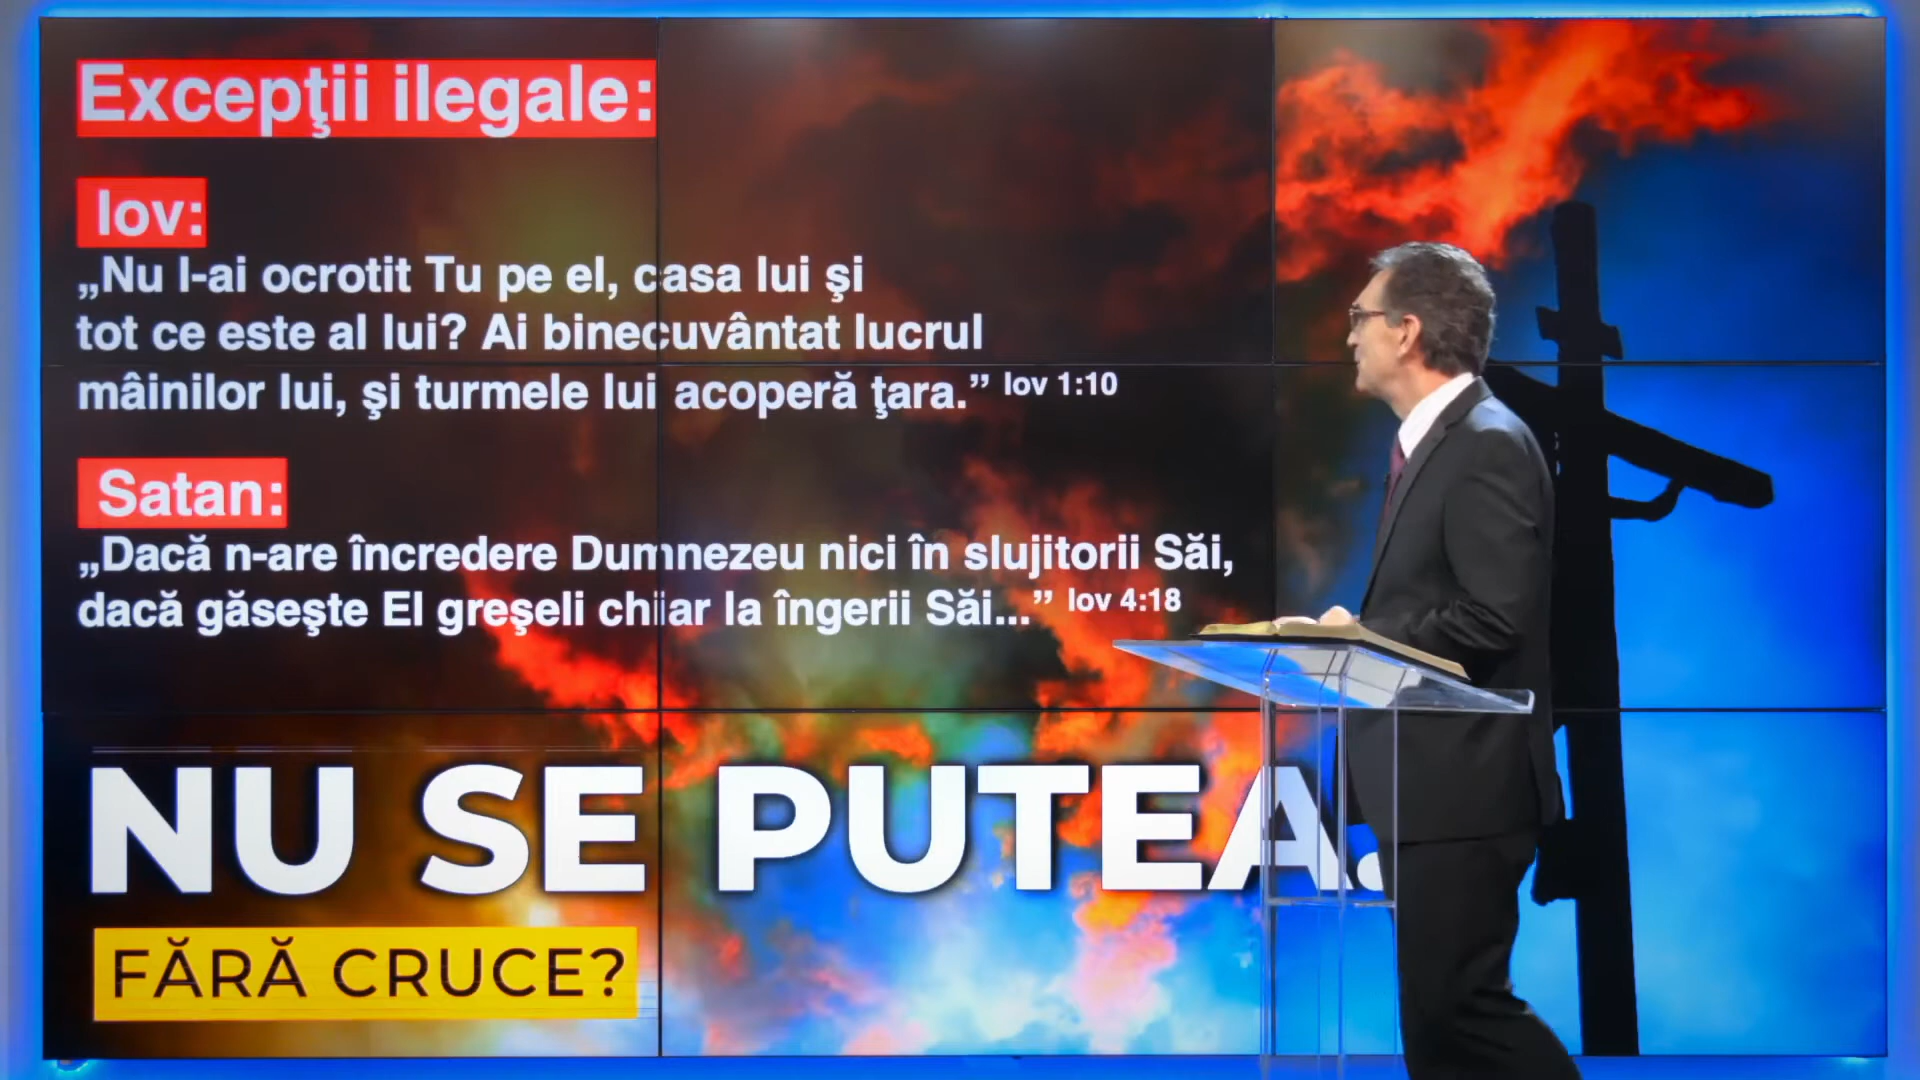 Excepţii ilegale:
Iov:
„Nu l-ai ocrotit Tu pe el, casa lui şi
tot ce este al lui? Ai binecuvântat lucrul
mâinilor lui, şi turmele lui acoperă ţara.” Iov 1:10
Satan:
„Dacă n-are încredere Dumnezeu nici în slujitorii Săi,
dacă găseşte El greşeli chiar la îngerii Săi...” Iov 4:18
NU SE PUTEA.
FĂRĂ CRUCE?